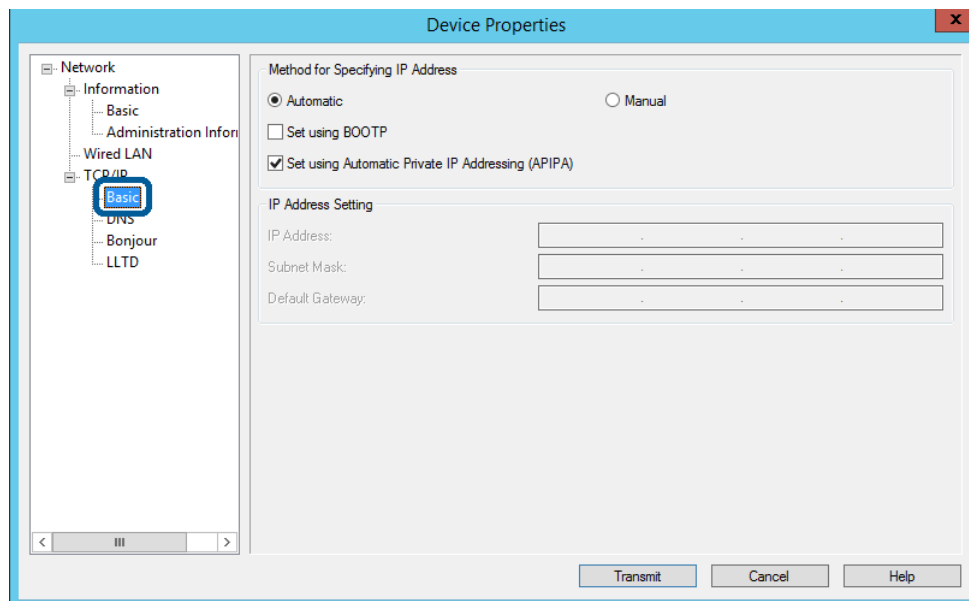 Device Properties
x
Network
Information
Basic
Administration Infor
Wired LAN
TCP/IP
Basic
DNS
Bonjour
LLTD
Method for Specifying IP Address
Automatic
Manual
Set using BOOTP
Set using Automatic Private IP Addressing (APIPA)
IP Address Setting
IP Address:
. . .
Subnet Mask:
. . .
Default Gateway:
. . .
Transmit
Cancel
Help